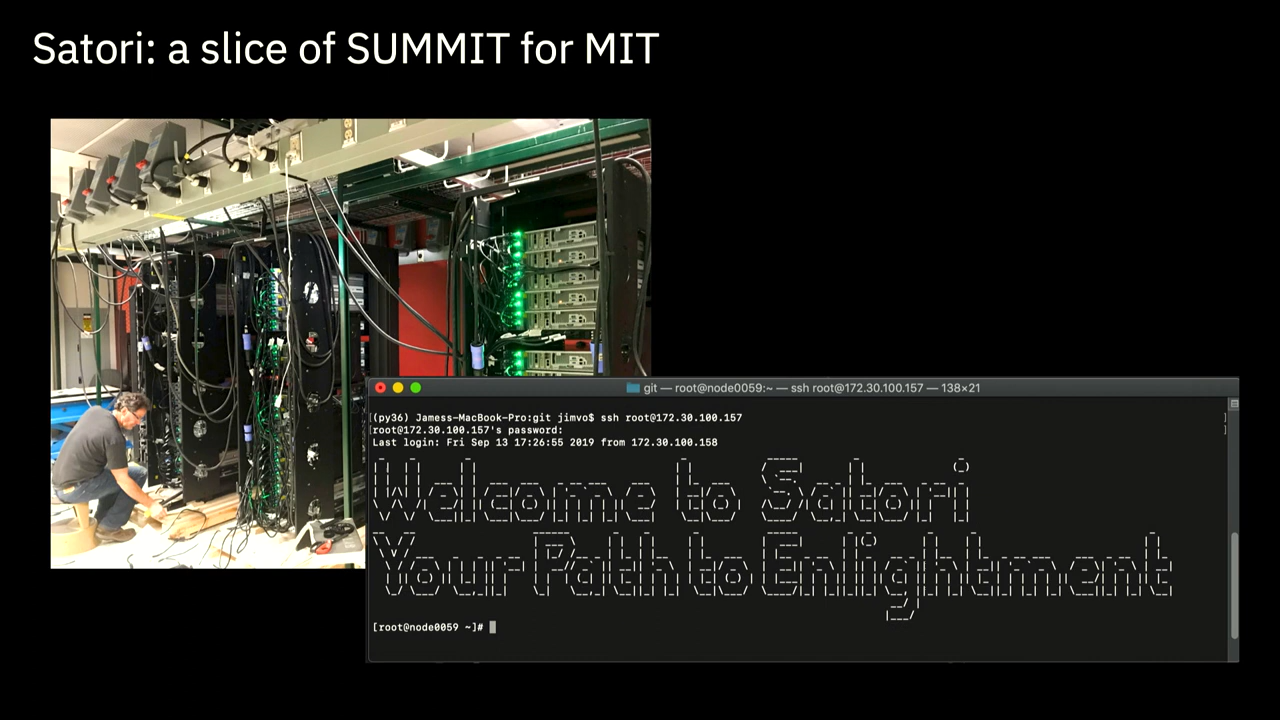 Satori: a slice of SUMMIT for MIT
git — root@node0059:~ — ssh root@172.30.100.157 — 138×21
[(py36) Jamess-MacBook-Pro:git jimvo$ ssh root@172.30.100.157 ]
[root@172.30.100.157's password: ]
Last login: Fri Sep 13 17:26:55 2019 from 172.30.100.158
Welcome to Satori
Your Path to Enlightment
[root@node0059 ~]#